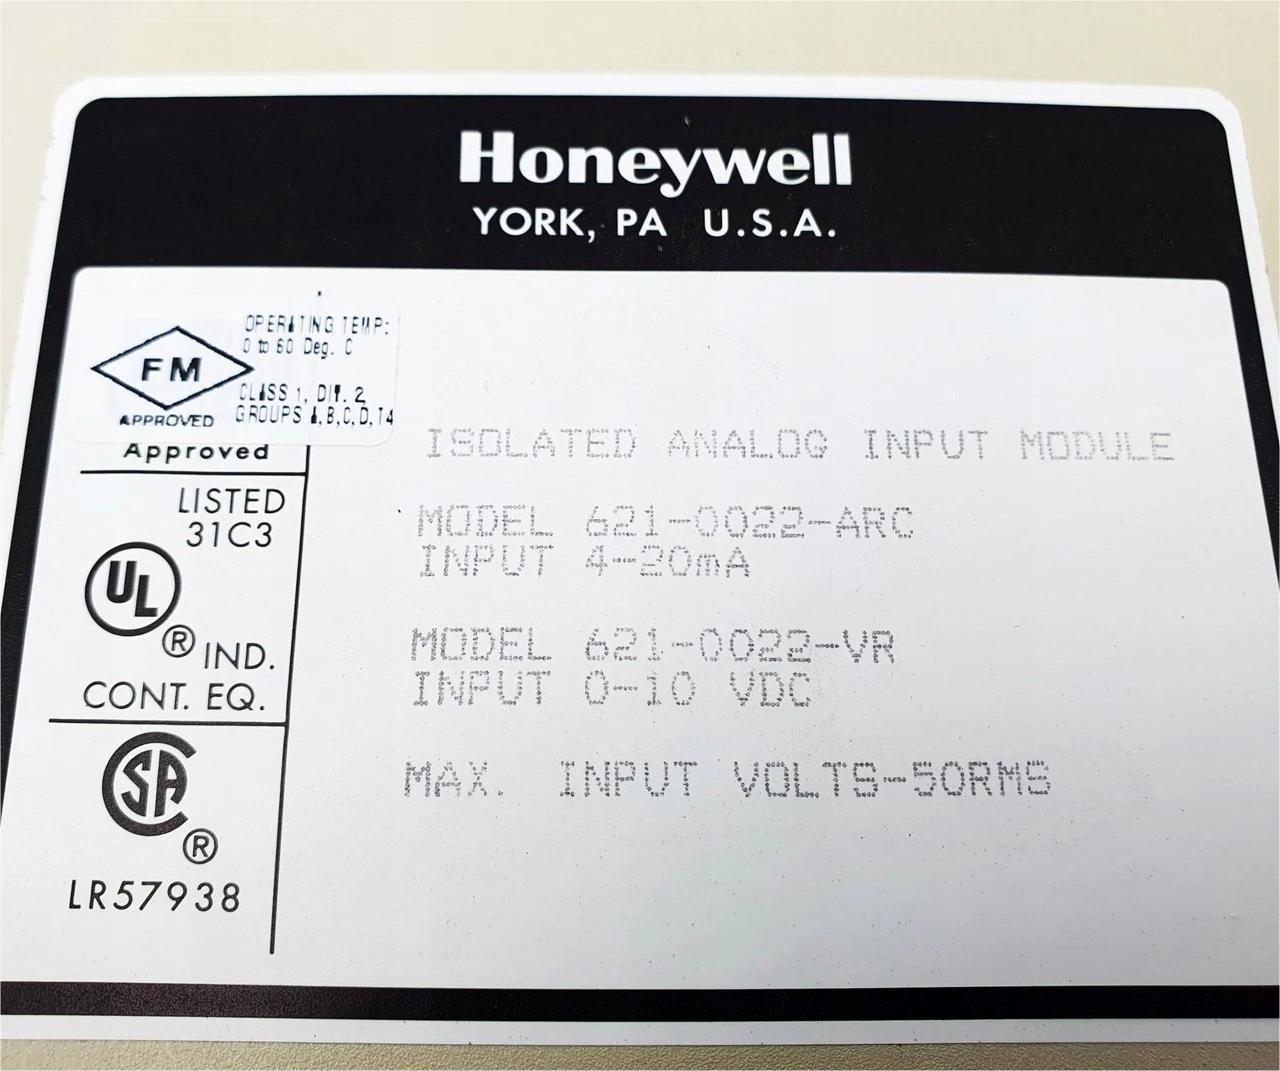 Honeywell
YORK, PA U.S.A.
FM
APPROVED
OPERATING TEMP:
0 to 60 Deg. C
CLASS 1, DIV. 2,
GROUPS A,B,C,D,T4
Approved
LISTED
31C3
UL
® IND.
CONT. EQ.
SA
®
LR57938
ISOLATED ANALOG INPUT MODULE
MODEL 621-0022-ARC
INPUT 4-20mA
MODEL 621-0022-VR
INPUT 0-10 VDC
MAX. INPUT VOLTS-50RMS